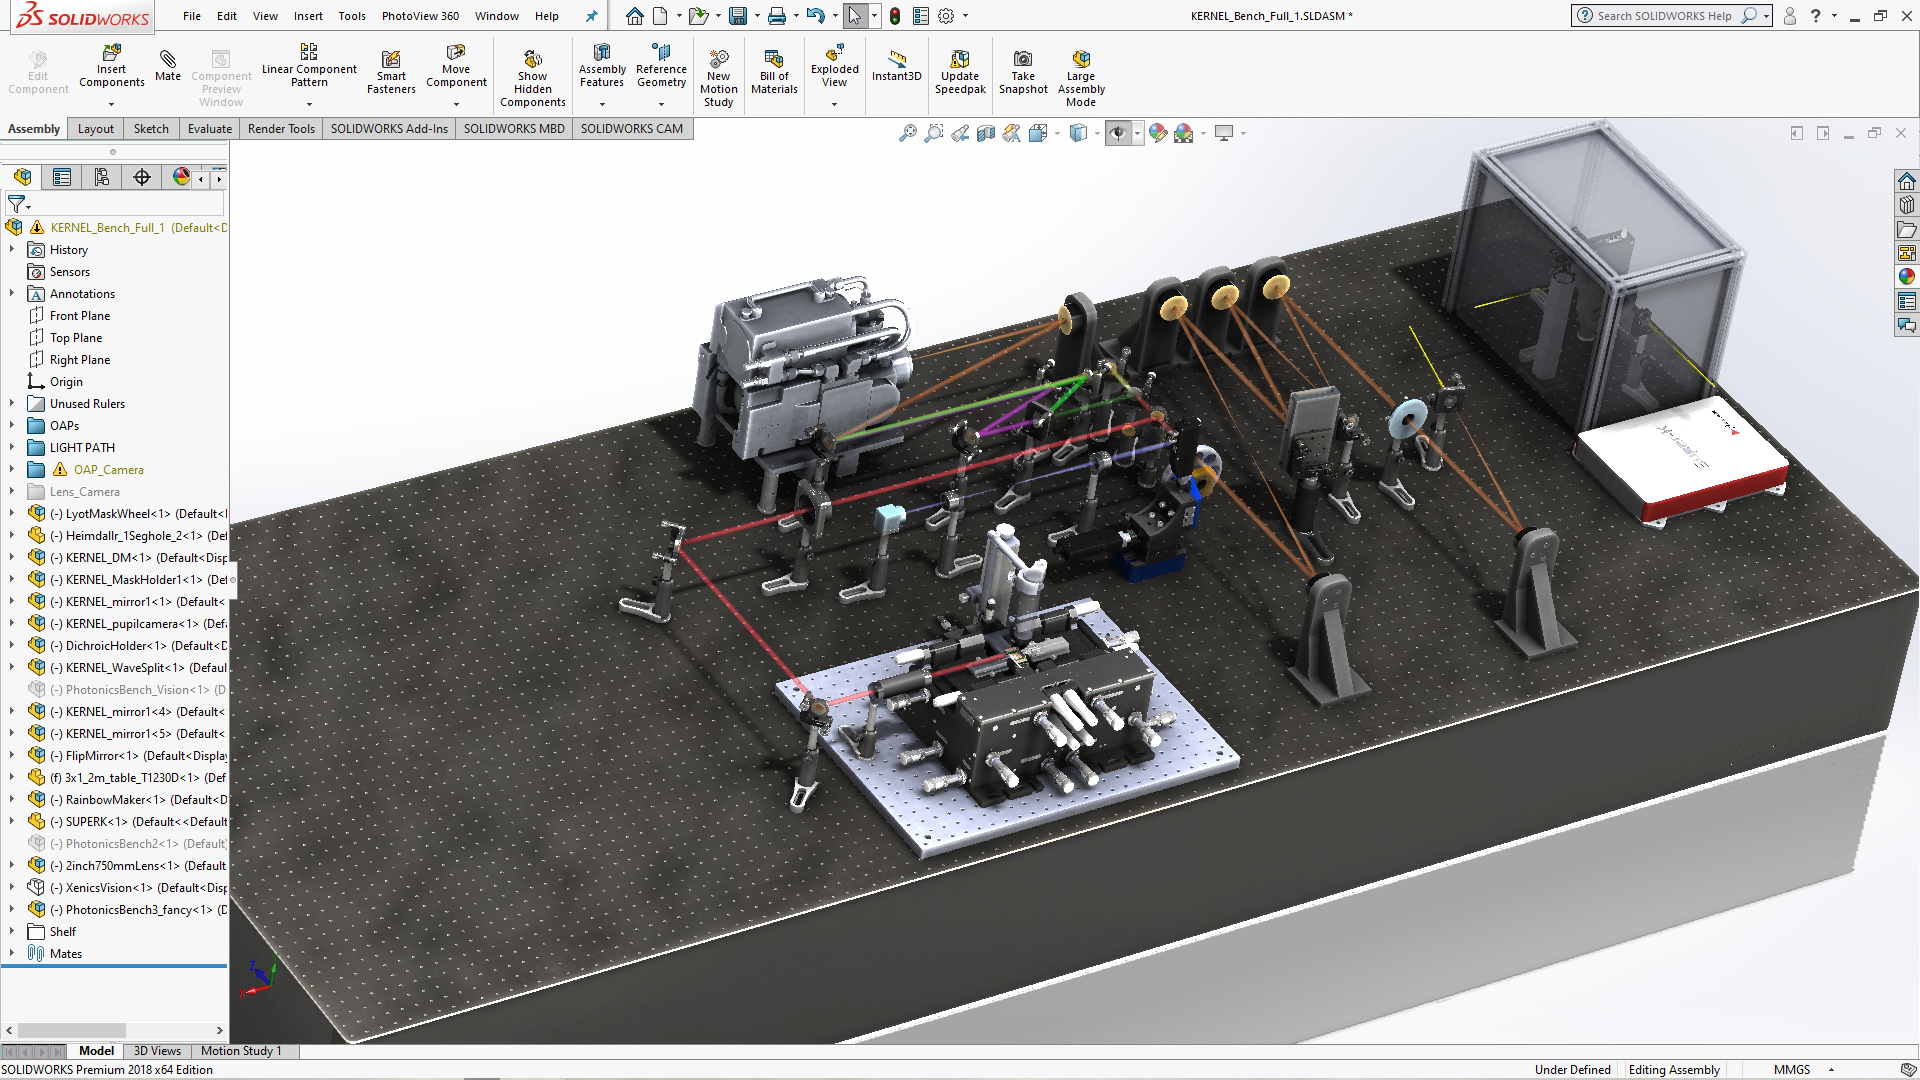 SOLIDWORKS
File Edit View Insert Tools PhotoView 360 Window Help
KERNEL_Bench_Full_1.SLDASM *
Search SOLIDWORKS Help
Edit Component
Insert Components
Mate
Component Preview Window
Linear Component Pattern
Smart Fasteners
Move Component
Show Hidden Components
Assembly Features
Reference Geometry
New Motion Study
Bill of Materials
Exploded View
Instant3D
Update Speedpak
Take Snapshot
Large Assembly Mode
Assembly Layout Sketch Evaluate Render Tools SOLIDWORKS Add-Ins SOLIDWORKS MBD SOLIDWORKS CAM
KERNEL_Bench_Full_1 (Default<D
History
Sensors
Annotations
Front Plane
Top Plane
Right Plane
Origin
Unused Rulers
OAPs
LIGHT PATH
OAP_Camera
Lens_Camera
(-) LyotMaskWheel<1> (Default<
(-) Heimdallr_1Seghole_2<1> (De
(-) KERNEL_DM<1> (Default<Disp
(-) KERNEL_MaskHolder1<1> (De
(-) KERNEL_mirror1<1> (Default<
(-) KERNEL_pupilcamera<1> (Defa
(-) DichroicHolder<1> (Default<D
(-) KERNEL_WaveSplit<1> (Defaul
(-) PhotonicsBench_Vision<1> (D
(-) KERNEL_mirror1<4> (Default<
(-) KERNEL_mirror1<5> (Default<
(-) FlipMirror<1> (Default<Display
(f) 3x1_2m_table_T1230D<1> (Def
(-) RainbowMaker<1> (Default<D
(-) SUPERK<1> (Default<<Default
(-) PhotonicsBench2<1> (Default
(-) 2inch750mmLens<1> (Default
(-) XenicsVision<1> (Default<Disp
(-) PhotonicsBench3_fancy<1> (D
Shelf
Mates
Model 3D Views Motion Study 1
SOLIDWORKS Premium 2018 x64 Edition
Under Defined Editing Assembly MMGS